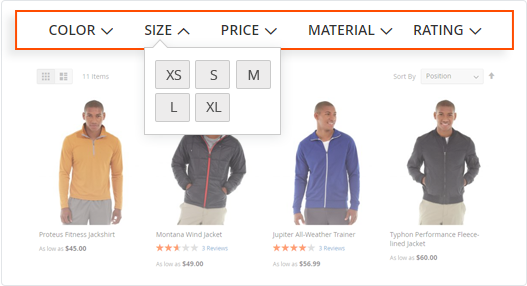 COLOR SIZE PRICE MATERIAL RATING
XS S M
L XL
11 Items
Sort By Position
Proteus Fitness Jackshirt
As low as $45.00
Montana Wind Jacket
3 Reviews
As low as $49.00
Jupiter All-Weather Trainer
3 Reviews
As low as $56.99
Typhon Performance Fleece-
lined Jacket
As low as $60.00